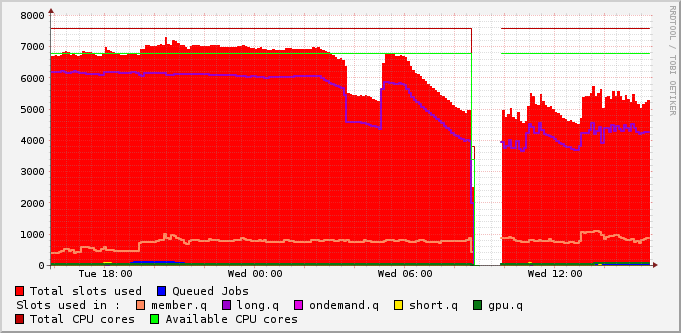 8000
7000
6000
5000
4000
3000
2000
1000
0
Tue 18:00 Wed 00:00 Wed 06:00 Wed 12:00
RRDTOOL / TOBI OETIKER
Total slots used Queued Jobs
Slots used in : member.q long.q ondemand.q short.q gpu.q
Total CPU cores Available CPU cores